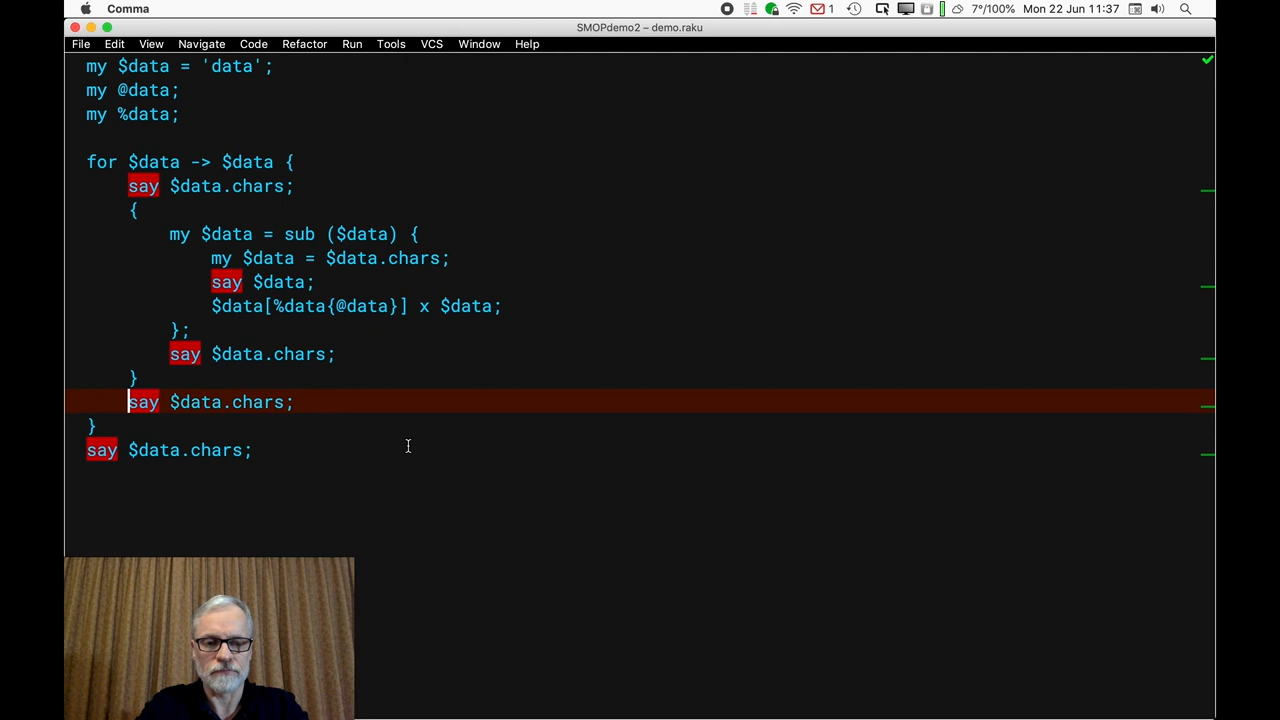 Comma 1 7°/100% Mon 22 Jun 11:37
SMOPdemo2 – demo.raku
File Edit View Navigate Code Refactor Run Tools VCS Window Help
my $data = 'data';
my @data;
my %data;
for $data -> $data {
say $data.chars;
{
my $data = sub ($data) {
my $data = $data.chars;
say $data;
$data[%data{@data}] x $data;
};
say $data.chars;
}
say $data.chars;
}
say $data.chars;